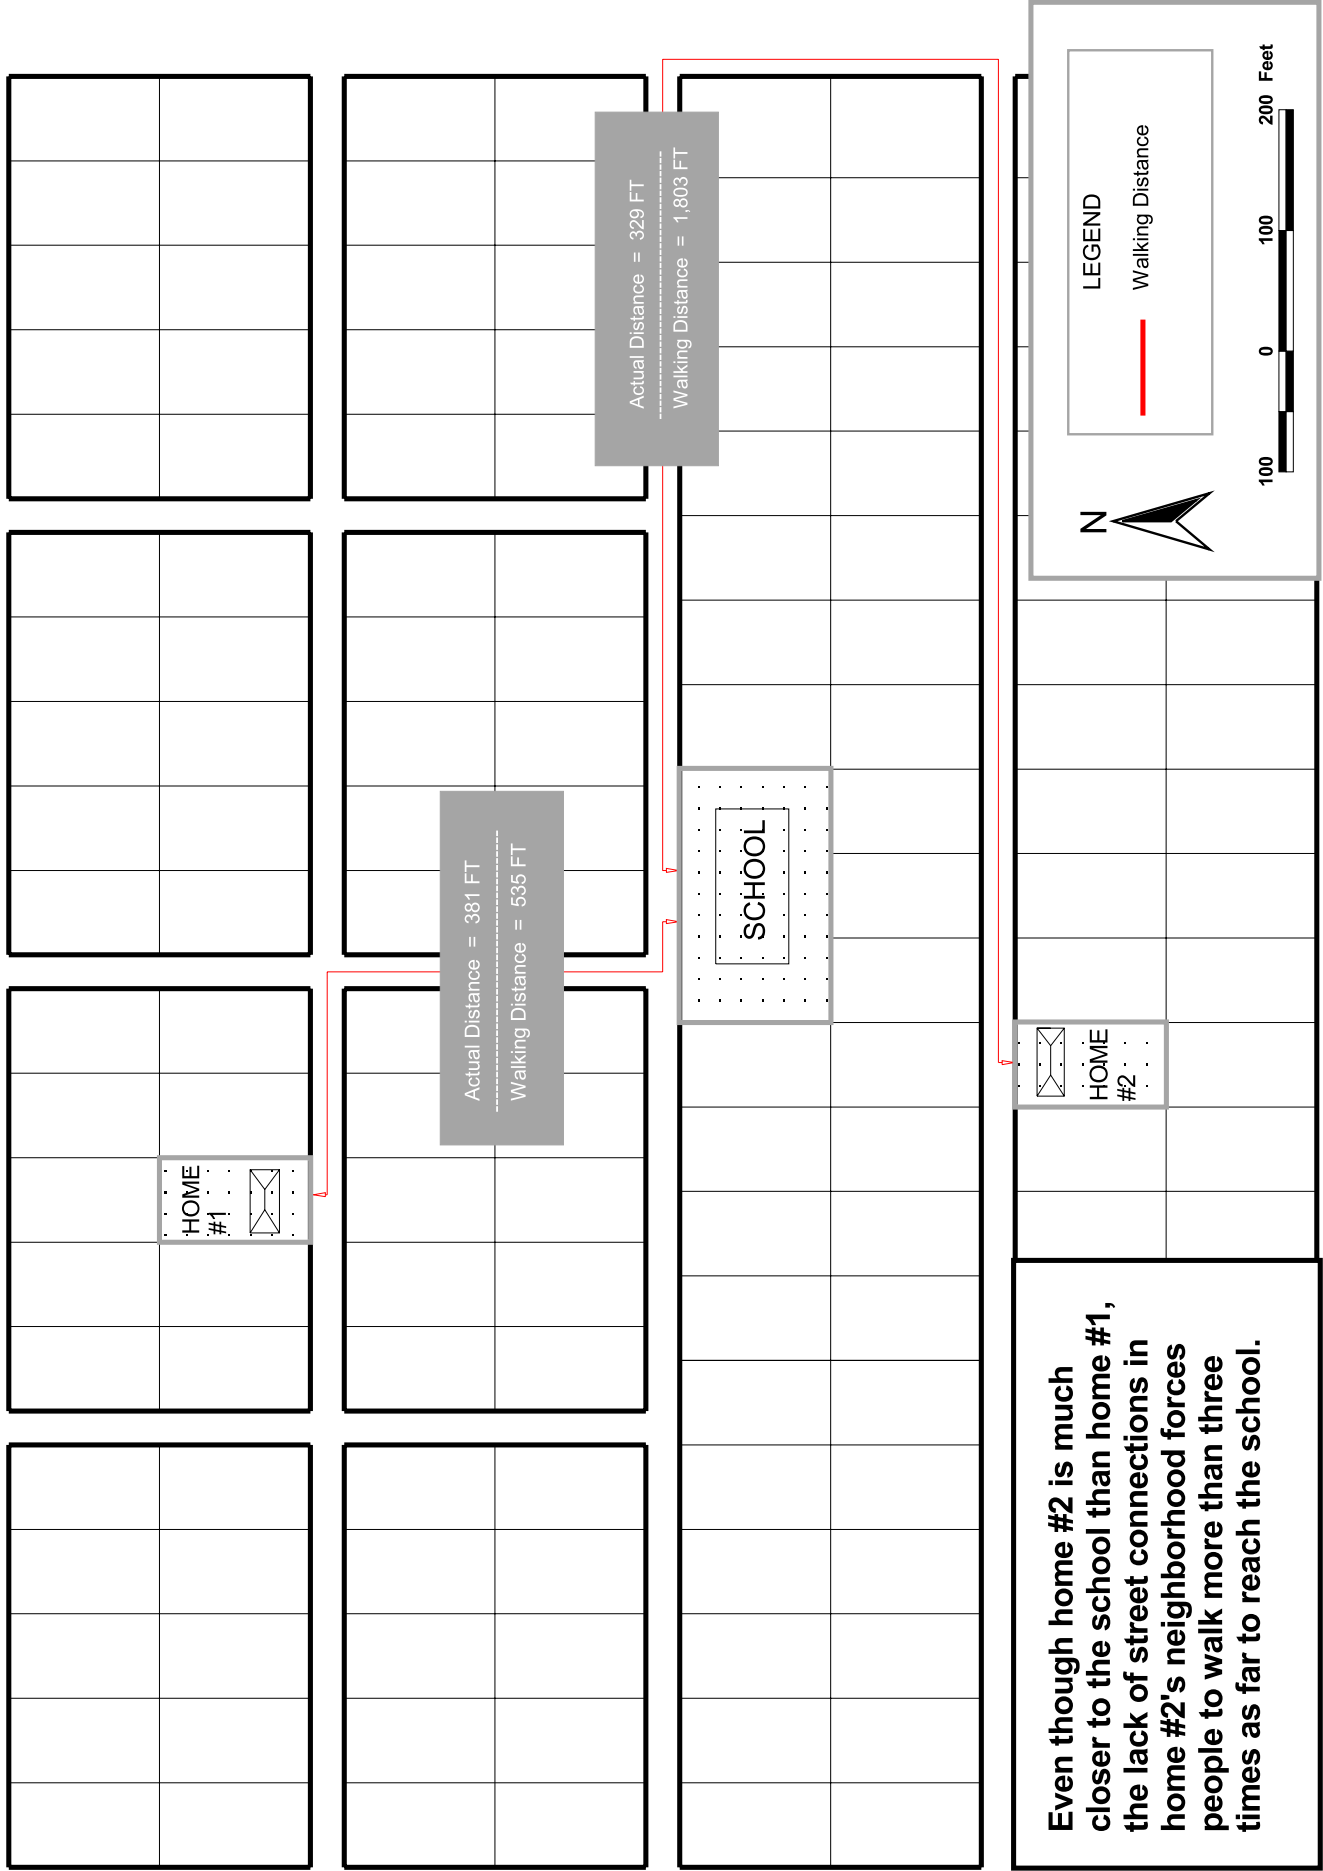 HOME
#1
Actual Distance = 381 FT
Walking Distance = 535 FT
Actual Distance = 329 FT
Walking Distance = 1,803 FT
SCHOOL
HOME
#2
LEGEND
Walking Distance
N
100 0 100 200 Feet
Even though home #2 is much
closer to the school than home #1,
the lack of street connections in
home #2's neighborhood forces
people to walk more than three
times as far to reach the school.